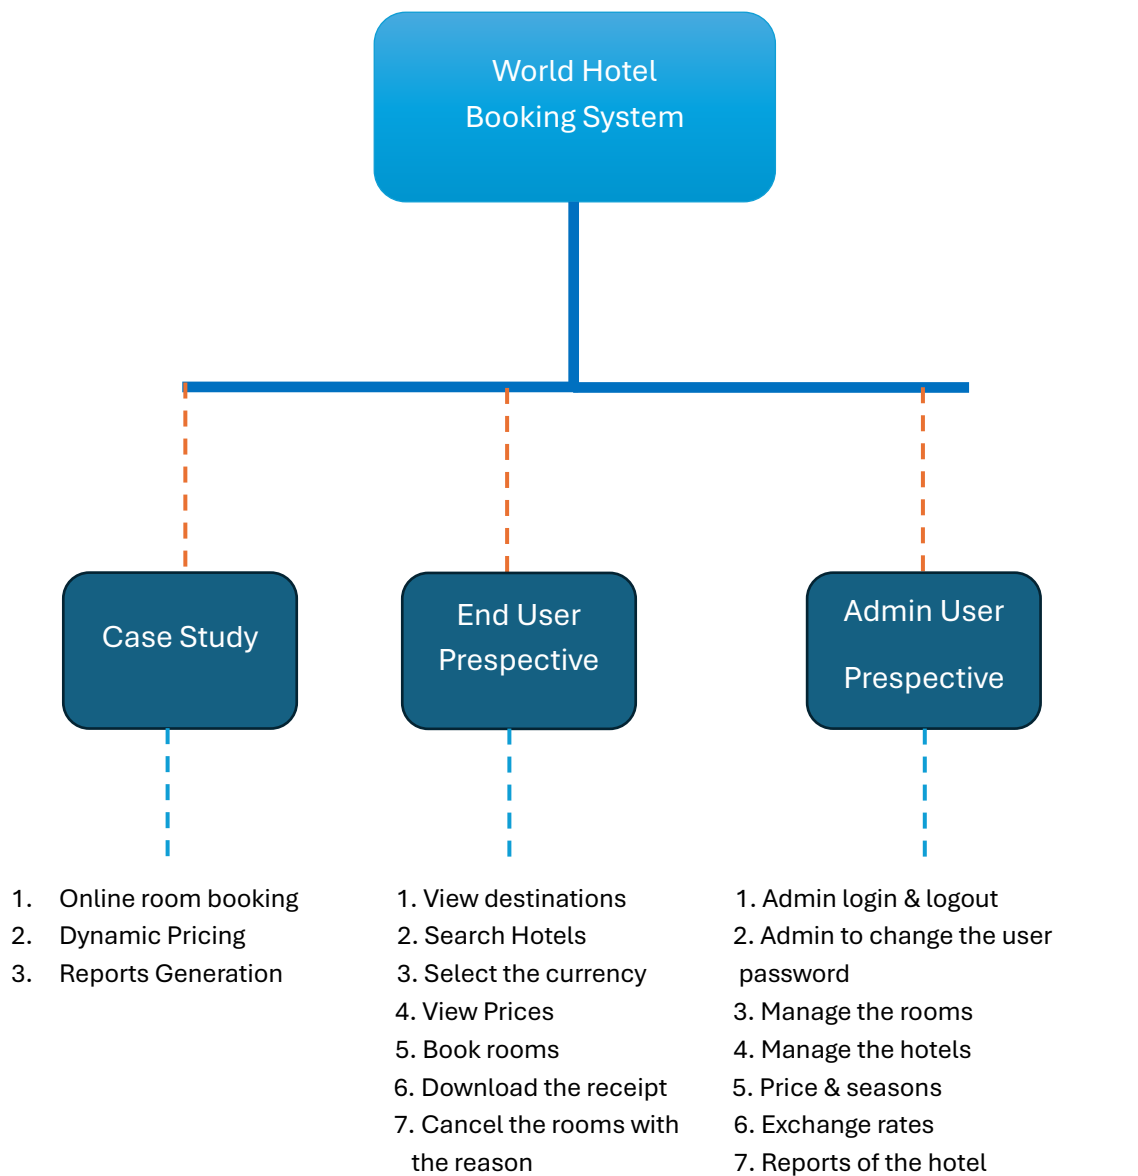 World Hotel
Booking System
Case Study
End User
Prespective
Admin User
Prespective
1. Online room booking
2. Dynamic Pricing
3. Reports Generation
1. View destinations
2. Search Hotels
3. Select the currency
4. View Prices
5. Book rooms
6. Download the receipt
7. Cancel the rooms with
the reason
1. Admin login & logout
2. Admin to change the user
password
3. Manage the rooms
4. Manage the hotels
5. Price & seasons
6. Exchange rates
7. Reports of the hotel